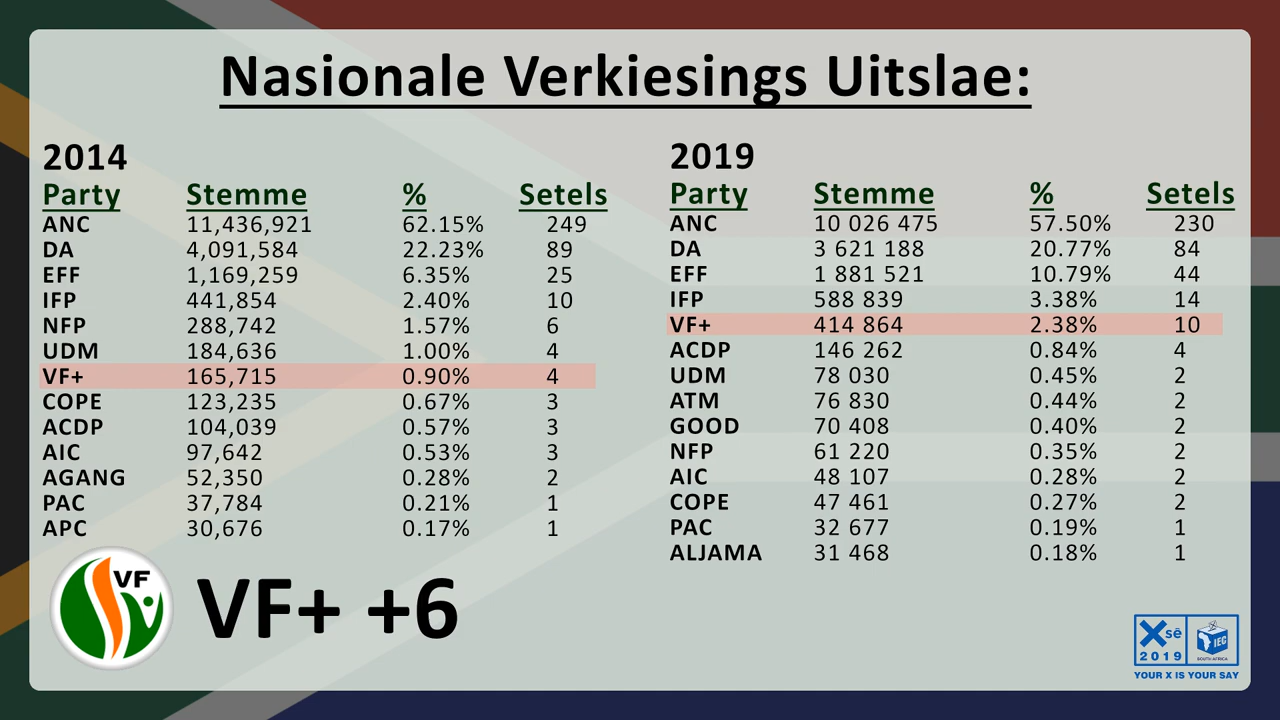 Nasionale Verkiesings Uitslae:
2014
Party Stemme % Setels
ANC 11,436,921 62.15% 249
DA 4,091,584 22.23% 89
EFF 1,169,259 6.35% 25
IFP 441,854 2.40% 10
NFP 288,742 1.57% 6
UDM 184,636 1.00% 4
VF+ 165,715 0.90% 4
COPE 123,235 0.67% 3
ACDP 104,039 0.57% 3
AIC 97,642 0.53% 3
AGANG 52,350 0.28% 2
PAC 37,784 0.21% 1
APC 30,676 0.17% 1
2019
Party Stemme % Setels
ANC 10 026 475 57.50% 230
DA 3 621 188 20.77% 84
EFF 1 881 521 10.79% 44
IFP 588 839 3.38% 14
VF+ 414 864 2.38% 10
ACDP 146 262 0.84% 4
UDM 78 030 0.45% 2
ATM 76 830 0.44% 2
GOOD 70 408 0.40% 2
NFP 61 220 0.35% 2
AIC 48 107 0.28% 2
COPE 47 461 0.27% 2
PAC 32 677 0.19% 1
ALJAMA 31 468 0.18% 1
VF
VF+ +6
Xsē
2019
IEC
SOUTH AFRICA
YOUR X IS YOUR SAY